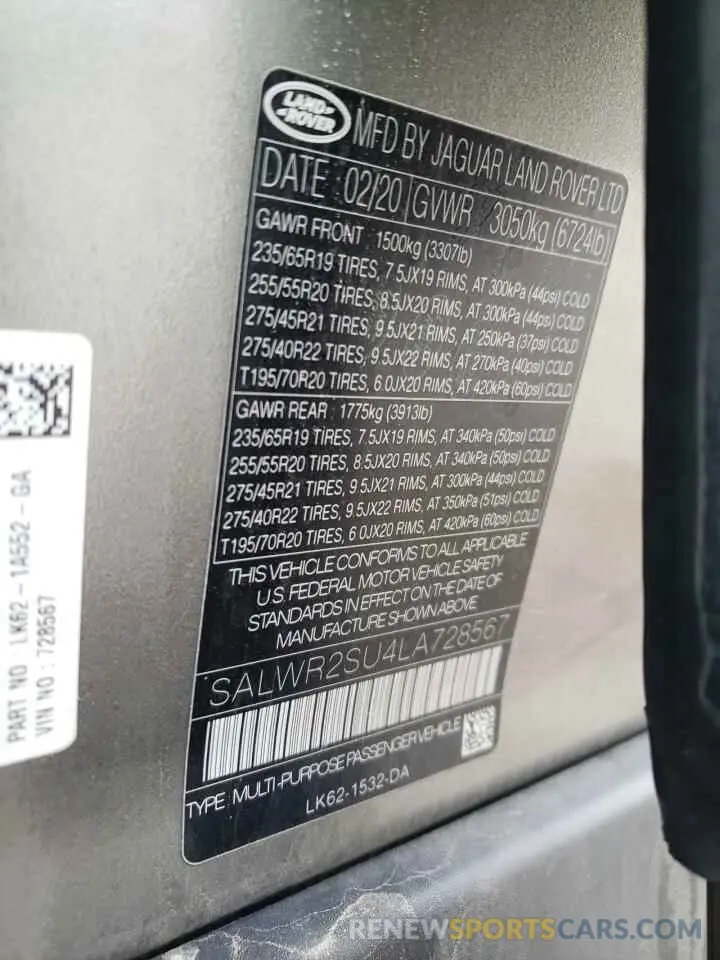 LAND
ROVER
MFD BY JAGUAR LAND ROVER LTD
DATE 02/20 GVWR 3050kg (6724lb)
GAWR FRONT 1500kg (3307lb)
235/65R19 TIRES, 7.5JX19 RIMS, AT 300kPa (44psi) COLD
255/55R20 TIRES, 8.5JX20 RIMS, AT 300kPa (44psi) COLD
275/45R21 TIRES, 9.5JX21 RIMS, AT 250kPa (37psi) COLD
275/40R22 TIRES, 9.5JX22 RIMS, AT 270kPa (40psi) COLD
T195/70R20 TIRES, 6.0JX20 RIMS, AT 420kPa (60psi) COLD
GAWR REAR: 1775kg (3913lb)
235/65R19 TIRES, 7.5JX19 RIMS, AT 340kPa (50psi) COLD
255/55R20 TIRES, 8.5JX20 RIMS, AT 340kPa (50psi) COLD
275/45R21 TIRES, 9.5JX21 RIMS, AT 300kPa (44psi) COLD
275/40R22 TIRES, 9.5JX22 RIMS, AT 350kPa (51psi) COLD
T195/70R20 TIRES, 6.0JX20 RIMS, AT 420kPa (60psi) COLD
THIS VEHICLE CONFORMS TO ALL APPLICABLE
U.S. FEDERAL MOTOR VEHICLE SAFETY
STANDARDS IN EFFECT ON THE DATE OF
MANUFACTURE SHOWN ABOVE
SALWR2SU4LA728567
TYPE: MULTI-PURPOSE PASSENGER VEHICLE
LK62-1532-DA
PART NO : LK62 - 1A552 - GA
VIN NO : 728567
RENEWSPORTSCARS.COM